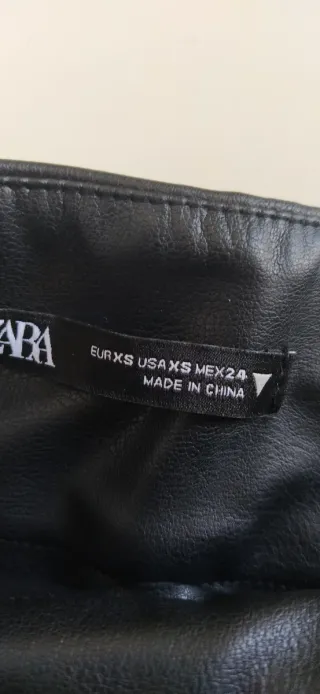 ZARA
EUR XS USA XS MEX 24
MADE IN CHINA